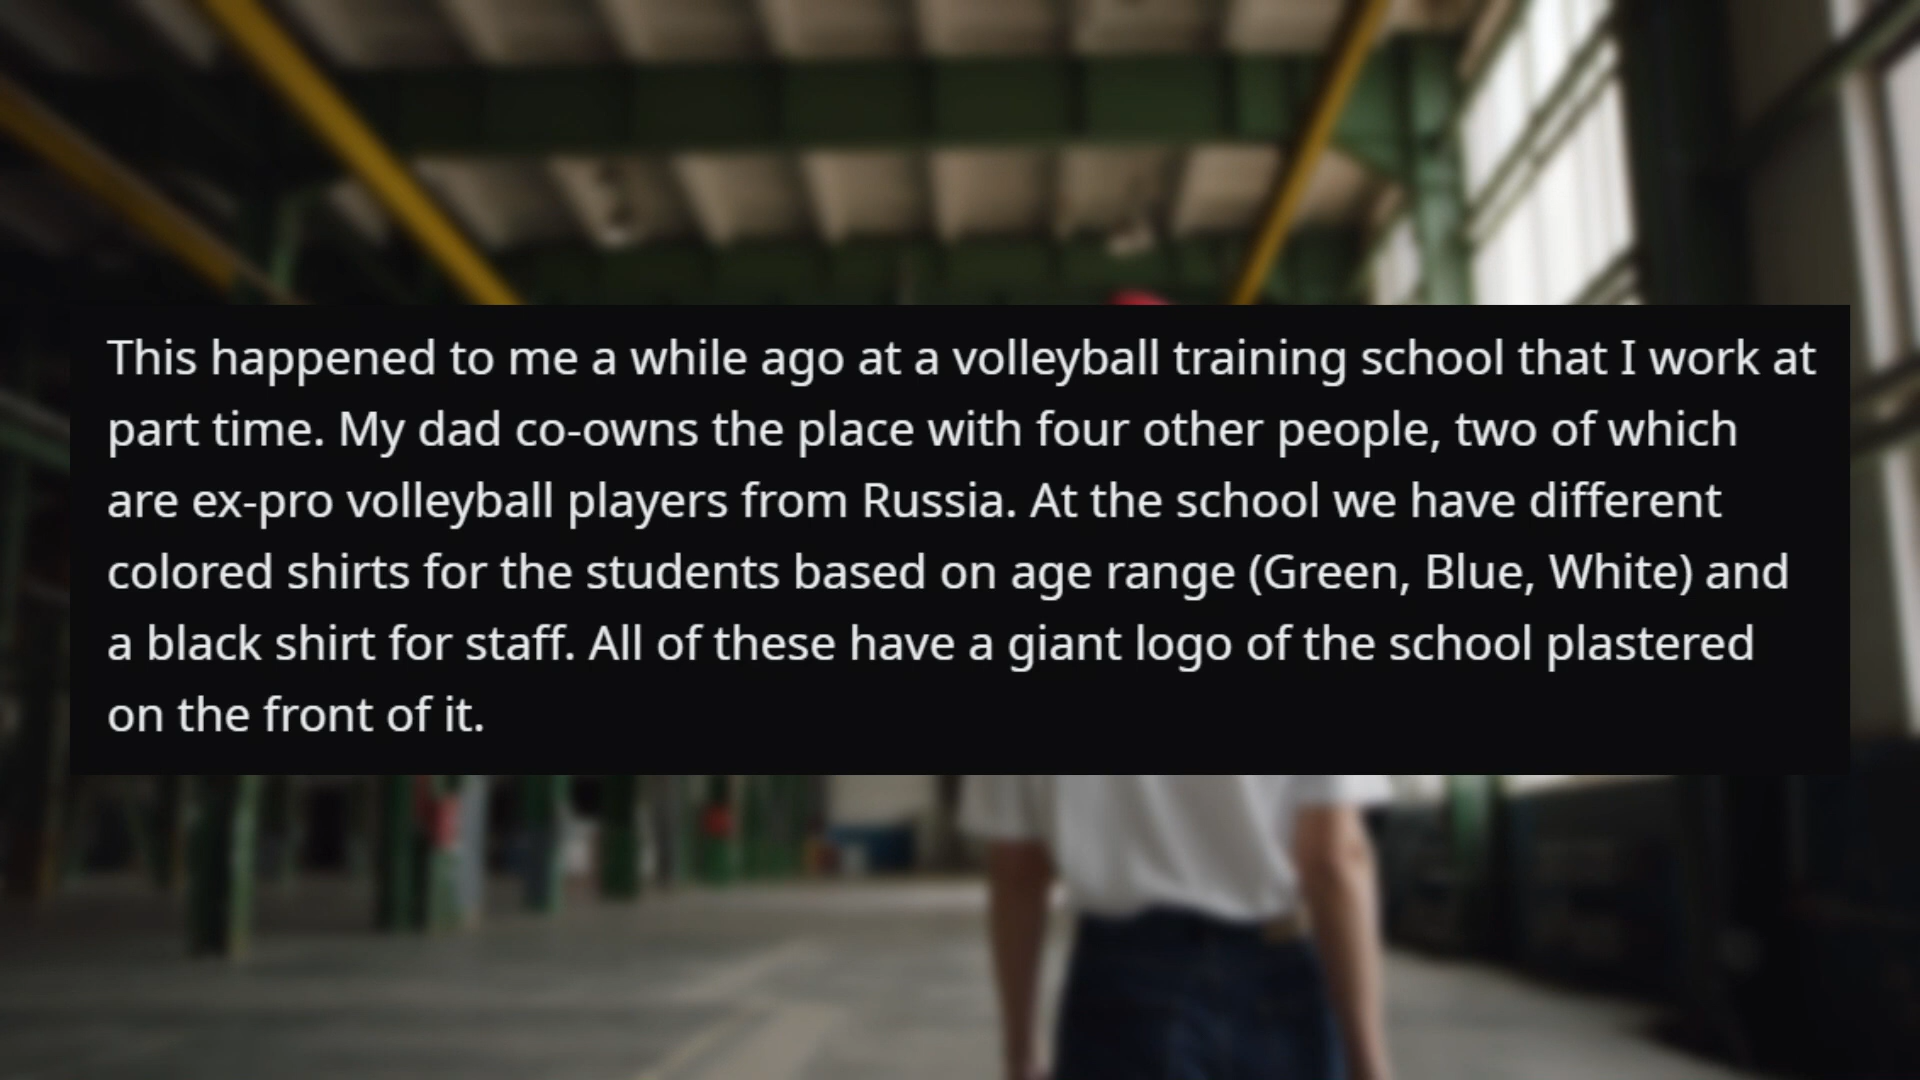 This happened to me a while ago at a volleyball training school that I work at
part time. My dad co-owns the place with four other people, two of which
are ex-pro volleyball players from Russia. At the school we have different
colored shirts for the students based on age range (Green, Blue, White) and
a black shirt for staff. All of these have a giant logo of the school plastered
on the front of it.